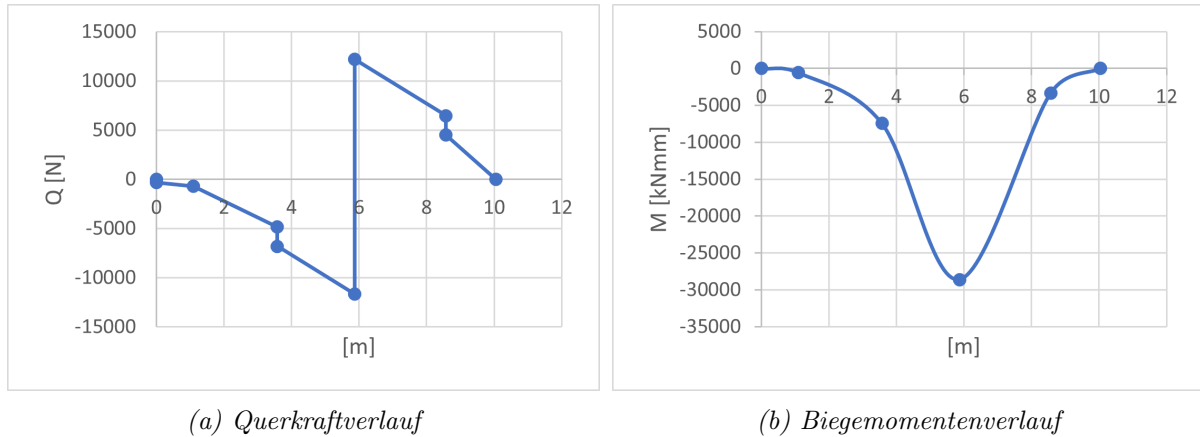 15000
10000
5000
0
-5000
-10000
-15000
0 2 4 6 8 10 12
Q [N]
[m]
5000
0
-5000
-10000
-15000
-20000
-25000
-30000
-35000
0 2 4 6 8 10 12
M [kNmm]
[m]
(a) Querkraftverlauf
(b) Biegemomentenverlauf